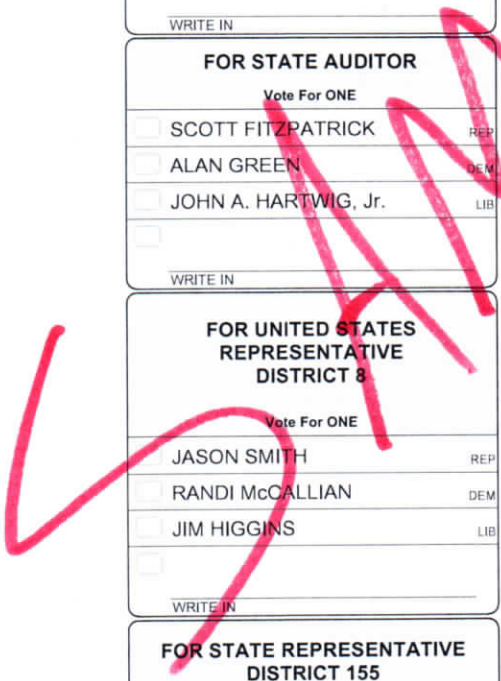 WRITE IN
FOR STATE AUDITOR
Vote For ONE
SCOTT FITZPATRICK REP
ALAN GREEN DEM
JOHN A. HARTWIG, Jr. LIB
WRITE IN
FOR UNITED STATES
REPRESENTATIVE
DISTRICT 8
Vote For ONE
JASON SMITH REP
RANDI McCALLIAN DEM
JIM HIGGINS LIB
WRITE IN
FOR STATE REPRESENTATIVE
DISTRICT 155
SAM